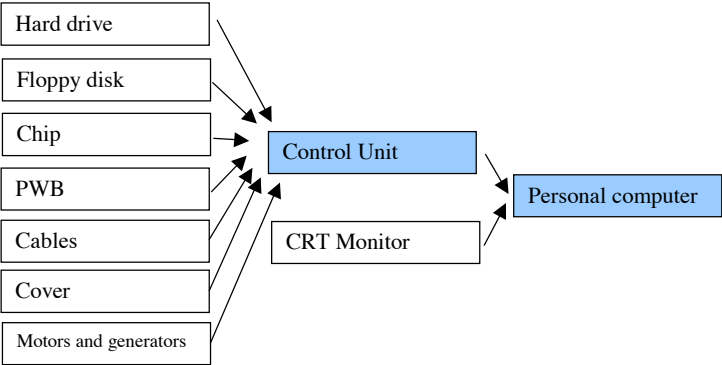 Hard drive
Floppy disk
Chip
PWB
Cables
Cover
Motors and generators
Control Unit
CRT Monitor
Personal computer